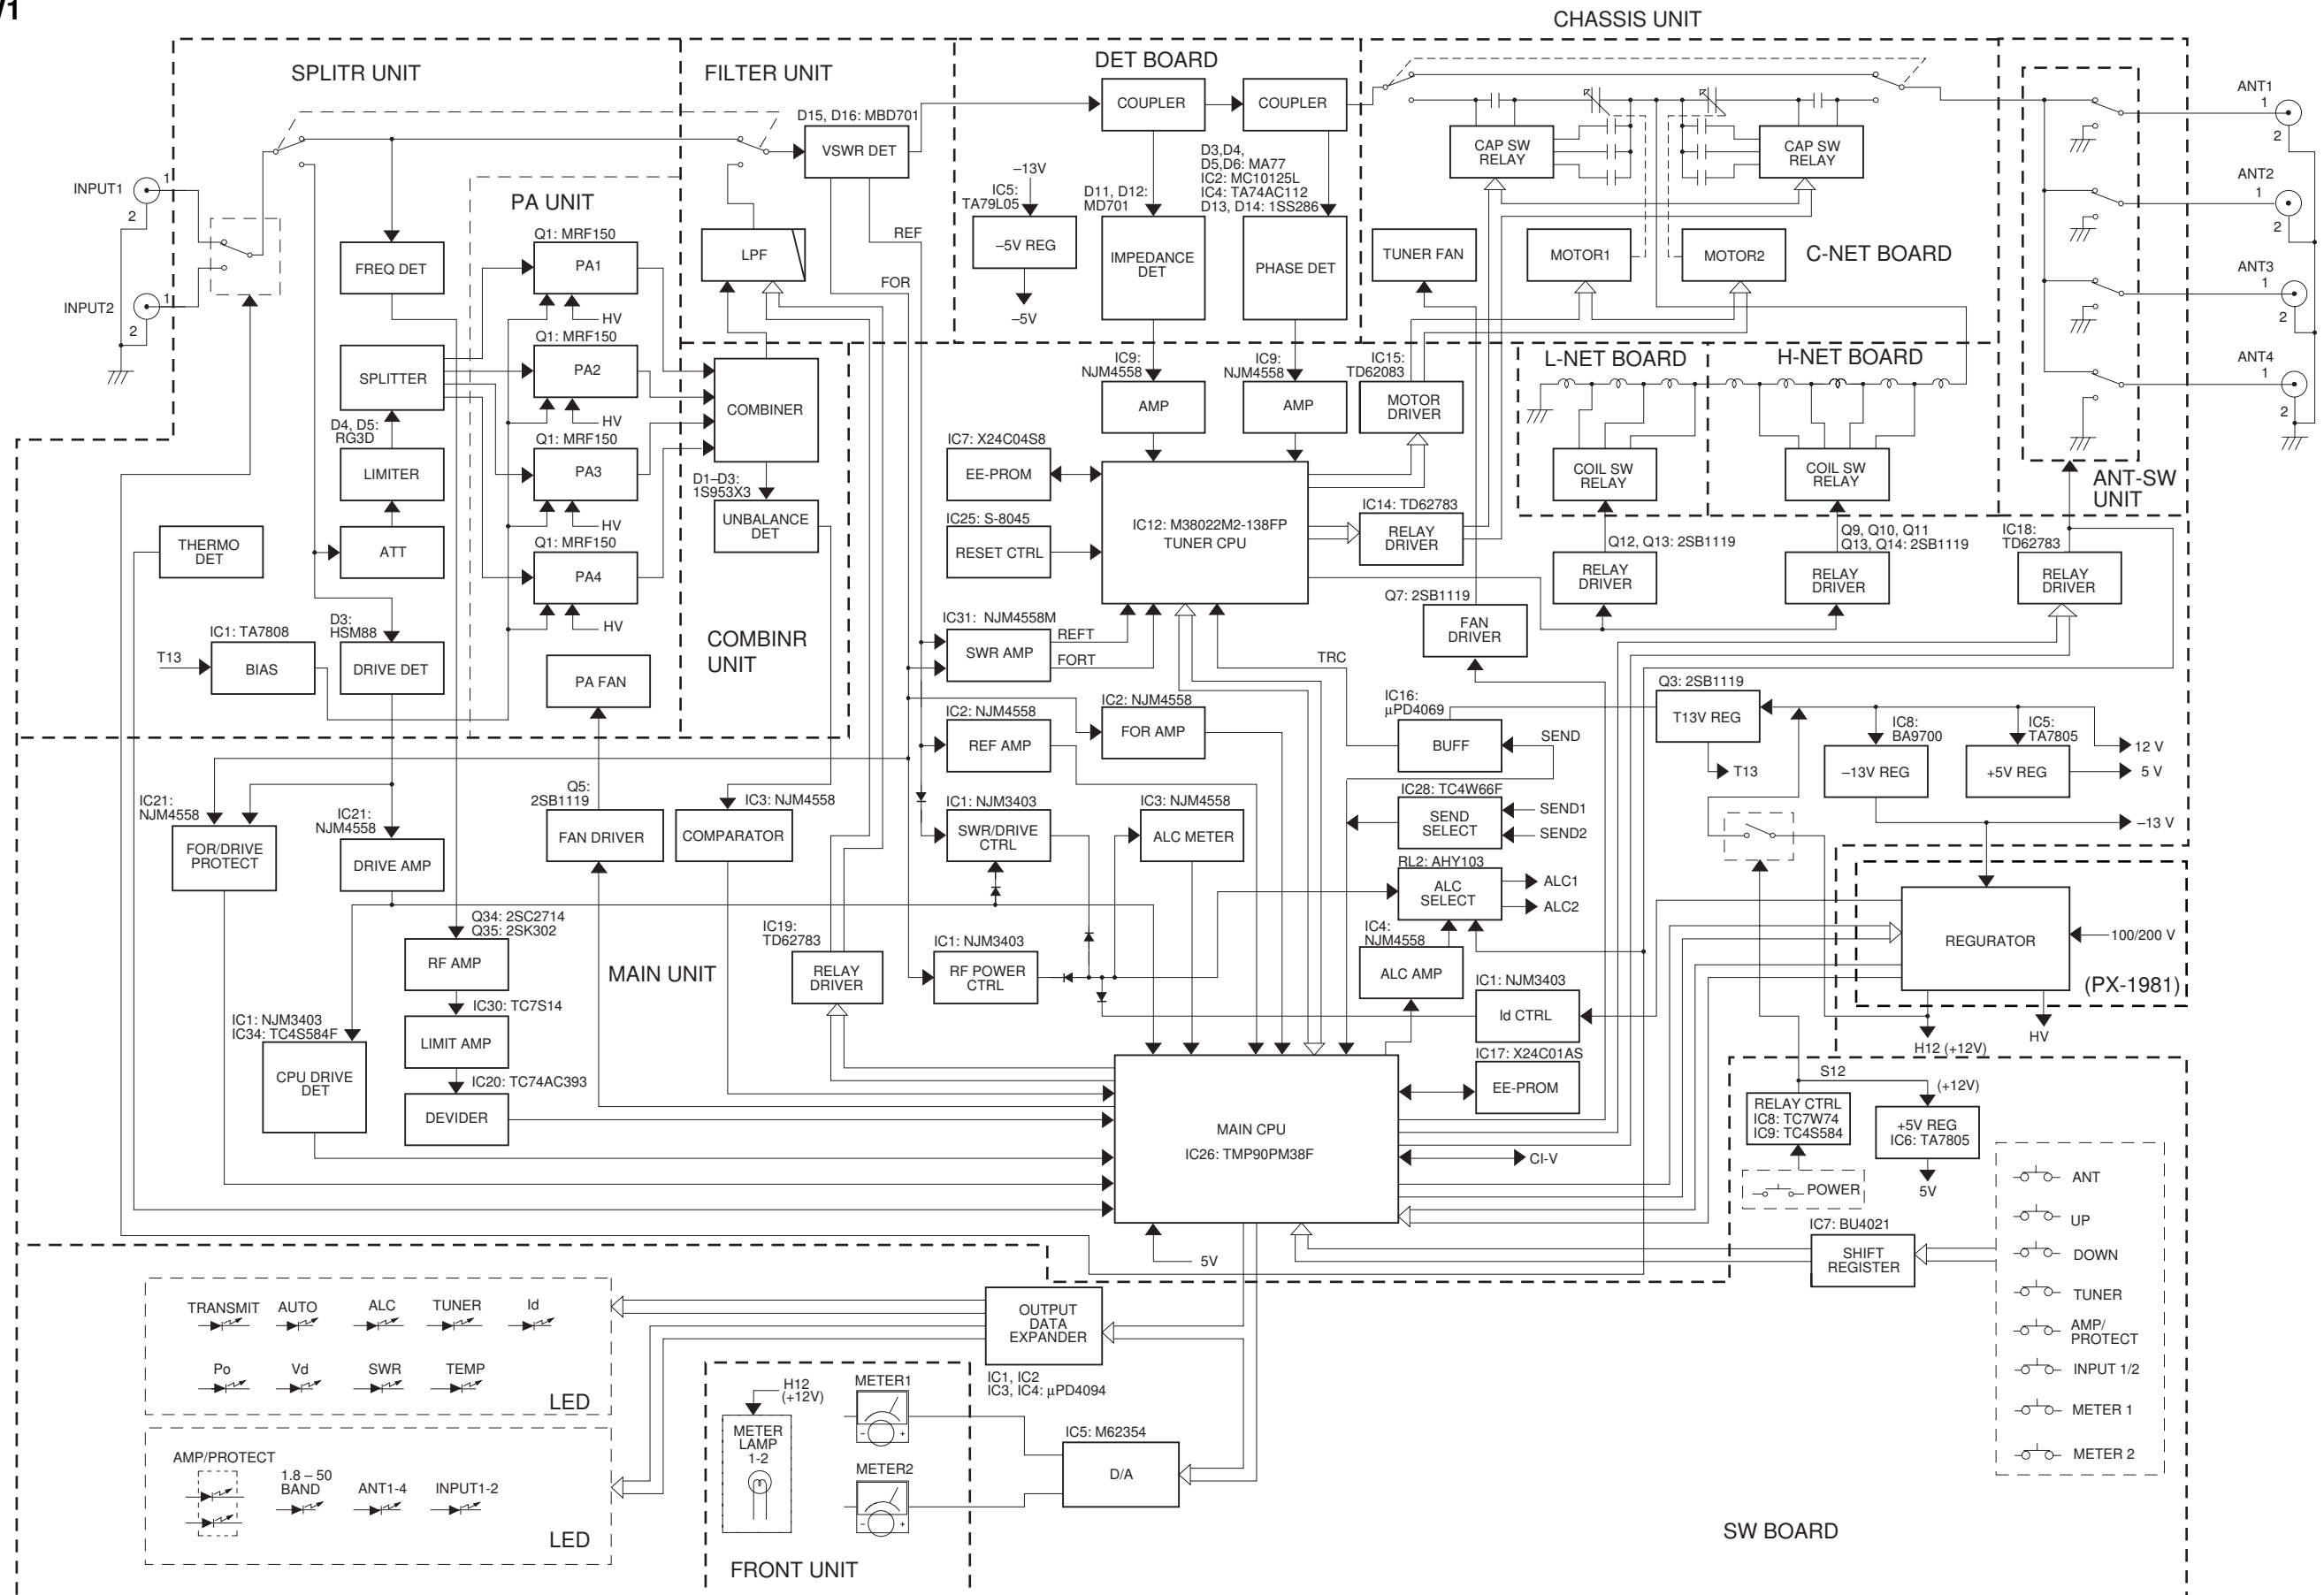 CHASSIS UNIT
SPLITR UNIT
FILTER UNIT
DET BOARD
D15, D16: MBD701
VSWR DET
COUPLER
COUPLER
CAP SW
RELAY
CAP SW
RELAY
ANT1
1
2
ANT2
1
2
ANT3
1
2
ANT4
1
2
INPUT1
1
2
INPUT2
1
2
PA UNIT
FREQ DET
Q1: MRF150
PA1
HV
Q1: MRF150
PA2
HV
Q1: MRF150
PA3
HV
Q1: MRF150
PA4
HV
SPLITTER
D4, D5:
RG3D
LIMITER
ATT
THERMO
DET
IC1: TA7808
T13
BIAS
D3:
HSM88
DRIVE DET
PA FAN
LPF
REF
FOR
COMBINER
D1–D3:
1S953X3
UNBALANCE
DET
COMBINR
UNIT
–13V
IC5:
TA79L05
–5V REG
–5V
D11, D12:
MD701
IMPEDANCE
DET
D3,D4,
D5,D6: MA77
IC2: MC10125L
IC4: TA74AC112
D13, D14: 1SS286
PHASE DET
TUNER FAN
MOTOR1
MOTOR2
C-NET BOARD
IC9:
NJM4558
AMP
IC9:
NJM4558
AMP
IC15:
TD62083
MOTOR
DRIVER
L-NET BOARD
H-NET BOARD
COIL SW
RELAY
COIL SW
RELAY
ANT-SW
UNIT
IC7: X24C04S8
EE-PROM
IC25: S-8045
RESET CTRL
IC12: M38022M2-138FP
TUNER CPU
IC14: TD62783
RELAY
DRIVER
Q12, Q13: 2SB1119
RELAY
DRIVER
Q9, Q10, Q11
Q13, Q14: 2SB1119
RELAY
DRIVER
IC18:
TD62783
RELAY
DRIVER
Q7: 2SB1119
FAN
DRIVER
IC31: NJM4558M
SWR AMP
REFT
FORT
TRC
IC2: NJM4558
REF AMP
IC2: NJM4558
FOR AMP
IC16:
µPD4069
BUFF
SEND
Q3: 2SB1119
T13V REG
T13
IC8:
BA9700
–13V REG
IC5:
TA7805
+5V REG
12 V
5 V
–13 V
IC21:
NJM4558
FOR/DRIVE
PROTECT
IC21:
NJM4558
DRIVE AMP
Q5:
2SB1119
FAN DRIVER
IC3: NJM4558
COMPARATOR
IC1: NJM3403
SWR/DRIVE
CTRL
IC3: NJM4558
ALC METER
IC28: TC4W66F
SEND
SELECT
SEND1
SEND2
RL2: AHY103
ALC
SELECT
ALC1
ALC2
IC4:
NJM4558
ALC AMP
IC1: NJM3403
Id CTRL
REGURATOR
100/200 V
(PX-1981)
H12 (+12V)
HV
Q34: 2SC2714
Q35: 2SK302
RF AMP
IC30: TC7S14
LIMIT AMP
IC20: TC74AC393
DEVIDER
IC1: NJM3403
IC34: TC4S584F
CPU DRIVE
DET
MAIN UNIT
IC19:
TD62783
RELAY
DRIVER
IC1: NJM3403
RF POWER
CTRL
IC17: X24C01AS
EE-PROM
MAIN CPU
IC26: TMP90PM38F
CI-V
5V
S12
(+12V)
RELAY CTRL
IC8: TC7W74
IC9: TC4S584
+5V REG
IC6: TA7805
5V
POWER
IC7: BU4021
SHIFT
REGISTER
ANT
UP
DOWN
TUNER
AMP/
PROTECT
INPUT 1/2
METER 1
METER 2
TRANSMIT
AUTO
ALC
TUNER
Id
Po
Vd
SWR
TEMP
LED
AMP/PROTECT
1.8 – 50
BAND
ANT1-4
INPUT1-2
LED
OUTPUT
DATA
EXPANDER
IC1, IC2
IC3, IC4: µPD4094
H12
(+12V)
METER
LAMP
1-2
METER1
- +
METER2
- +
IC5: M62354
D/A
FRONT UNIT
SW BOARD